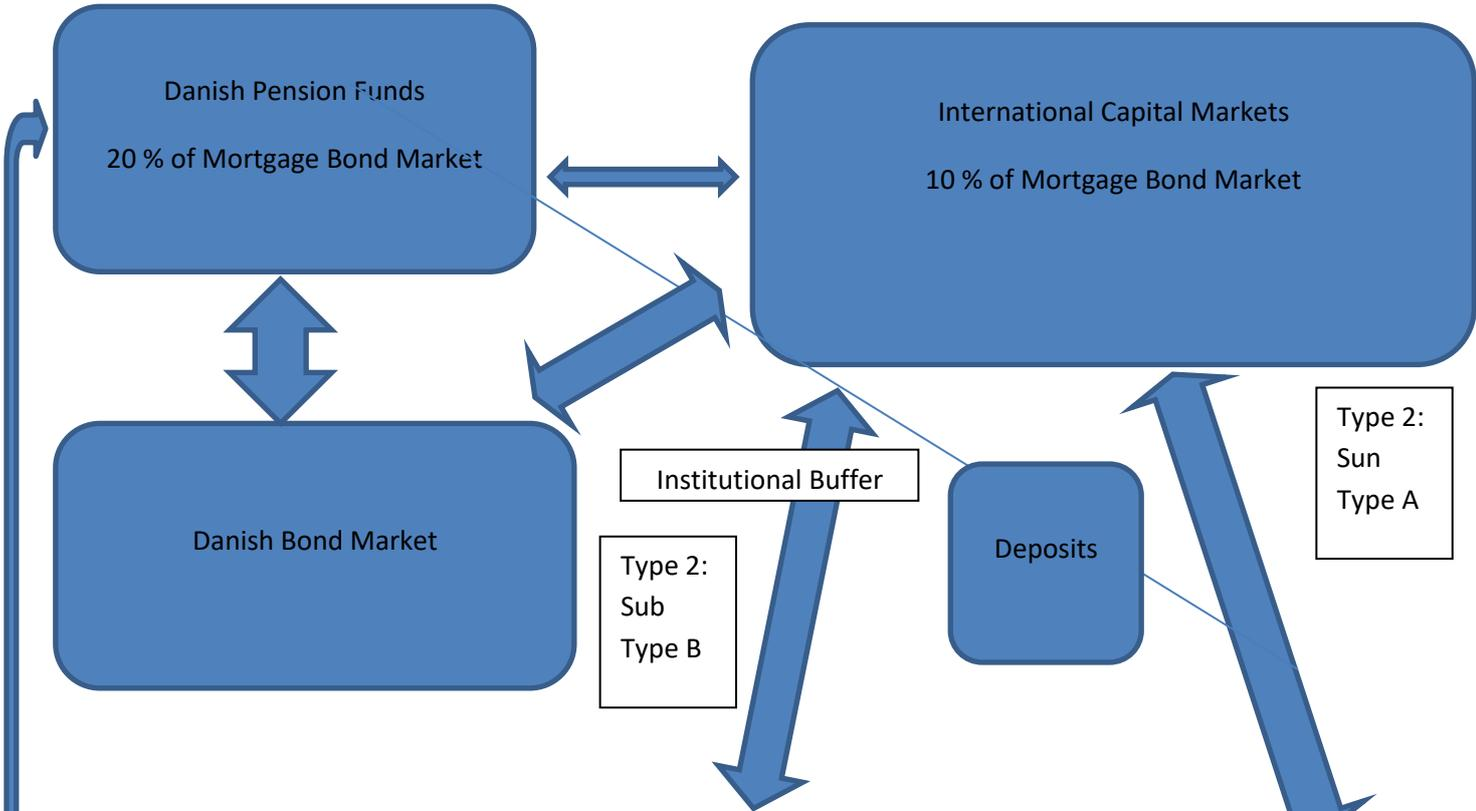 Danish Pension Funds
20 % of Mortgage Bond Market
International Capital Markets
10 % of Mortgage Bond Market
Type 2:
Sun
Type A
Institutional Buffer
Danish Bond Market
Deposits
Type 2:
Sub
Type B